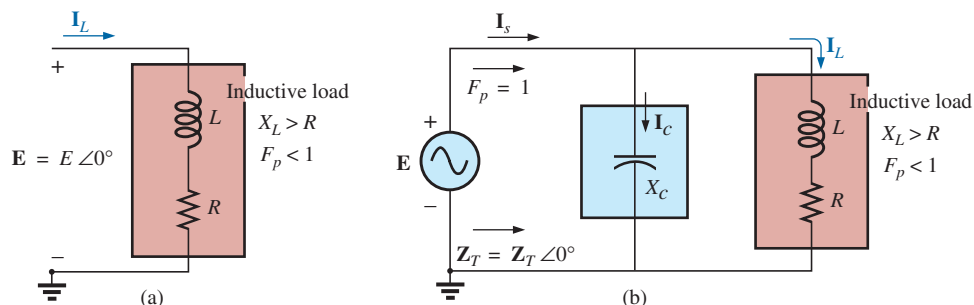 I_L
+
Inductive load
L
X_L > R
F_p < 1
E = E ∠0°
R
−
(a)
I_s
F_p = 1
I_L
I_c
+
E
−
X_C
Inductive load
L
X_L > R
F_p < 1
R
Z_T = Z_T ∠0°
(b)